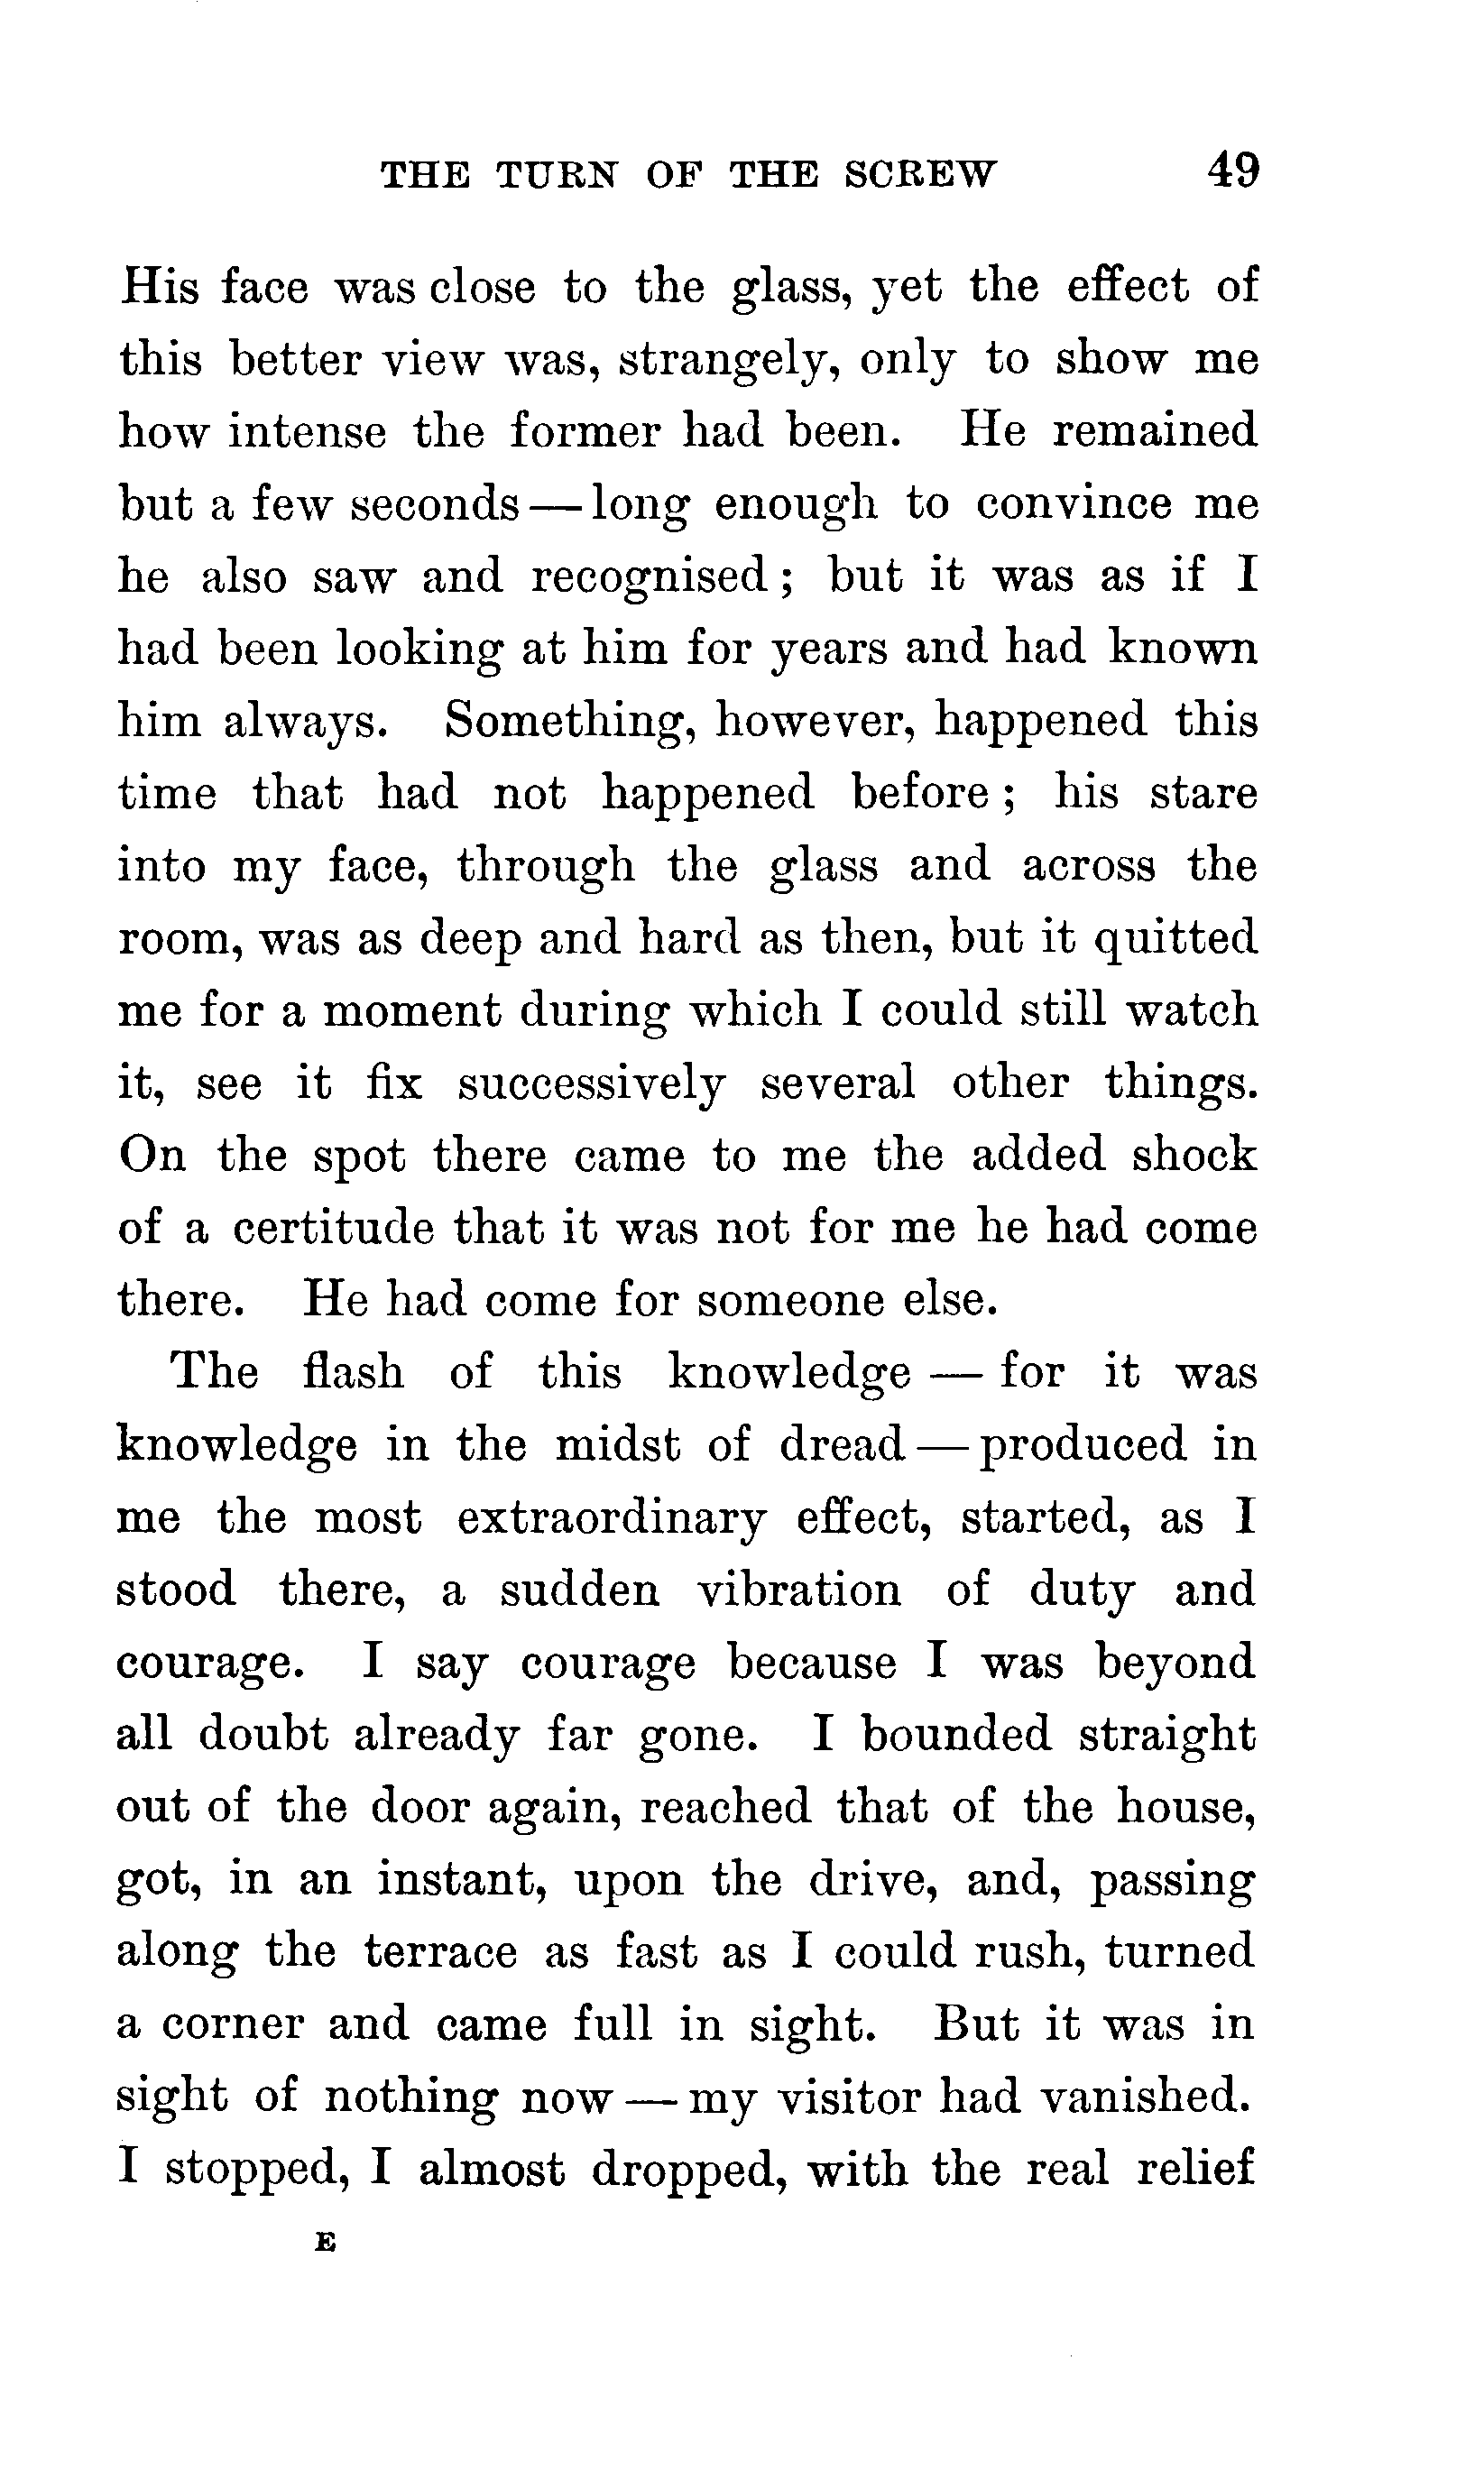 THE TURN OF THE SCREW 49
His face was close to the glass, yet the effect of
this better view was, strangely, only to show me
how intense the former had been. He remained
but a few seconds — long enough to convince me
he also saw and recognised; but it was as if I
had been looking at him for years and had known
him always. Something, however, happened this
time that had not happened before; his stare
into my face, through the glass and across the
room, was as deep and hard as then, but it quitted
me for a moment during which I could still watch
it, see it fix successively several other things.
On the spot there came to me the added shock
of a certitude that it was not for me he had come
there. He had come for someone else.
The flash of this knowledge — for it was
knowledge in the midst of dread — produced in
me the most extraordinary effect, started, as I
stood there, a sudden vibration of duty and
courage. I say courage because I was beyond
all doubt already far gone. I bounded straight
out of the door again, reached that of the house,
got, in an instant, upon the drive, and, passing
along the terrace as fast as I could rush, turned
a corner and came full in sight. But it was in
sight of nothing now — my visitor had vanished.
I stopped, I almost dropped, with the real relief
E